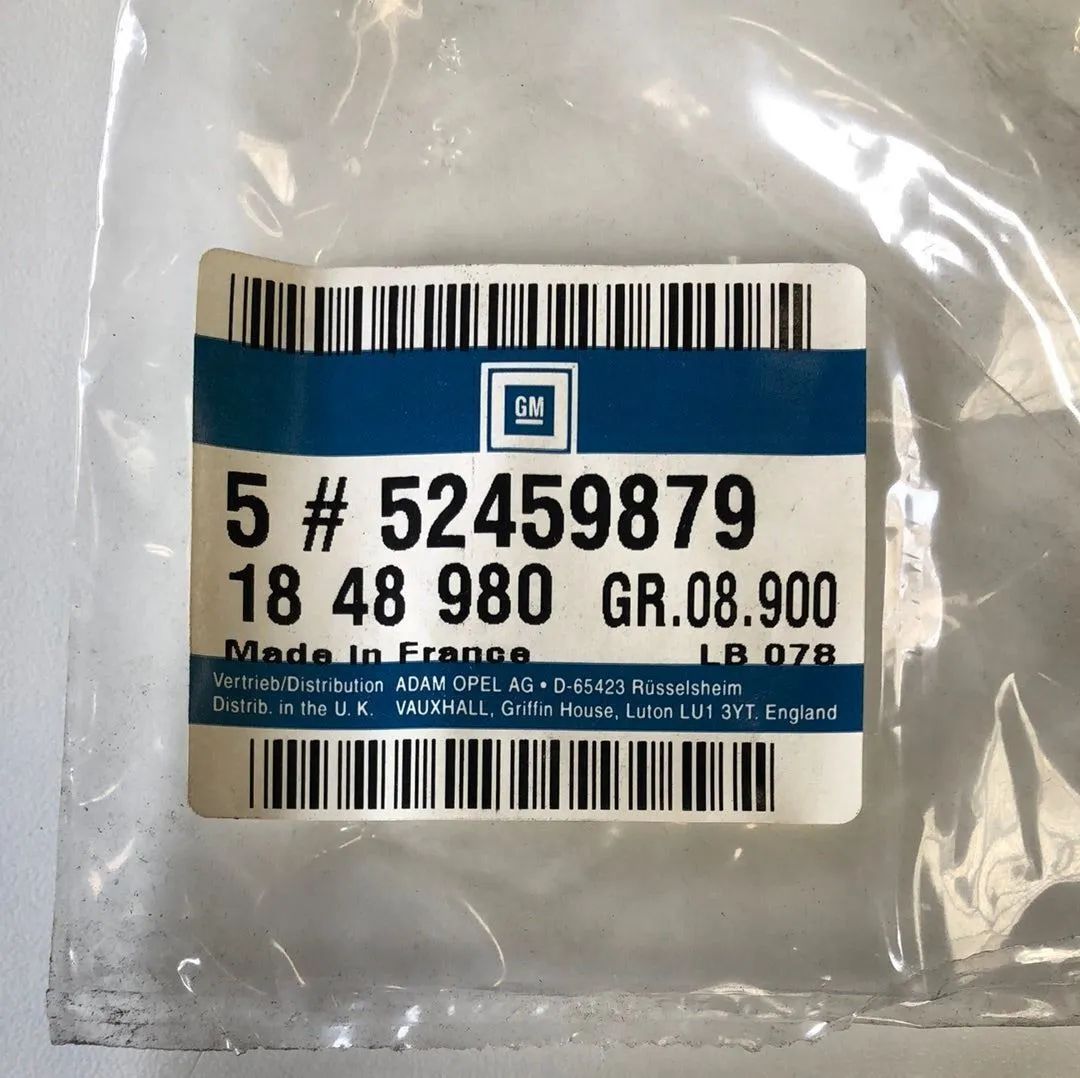 GM
5 # 52459879
18 48 980 GR.08.900
Made in France LB 078
Vertrieb/Distribution ADAM OPEL AG • D-65423 Rüsselsheim
Distrib. in the U. K. VAUXHALL, Griffin House, Luton LU1 3YT. England